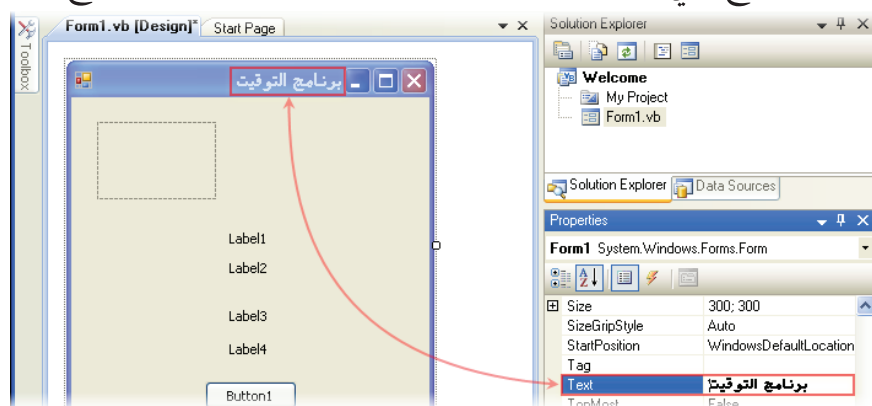 Form1.vb [Design]* Start Page
Toolbox
برنامج التوقيت
Label1
Label2
Label3
Label4
Button1
Solution Explorer
Welcome
My Project
Form1.vb
Solution Explorer Data Sources
Properties
Form1 System.Windows.Forms.Form
Size 300; 300
SizeGripStyle Auto
StartPosition WindowsDefaultLocation
Tag
Text برنامج التوقيت
TopMost False